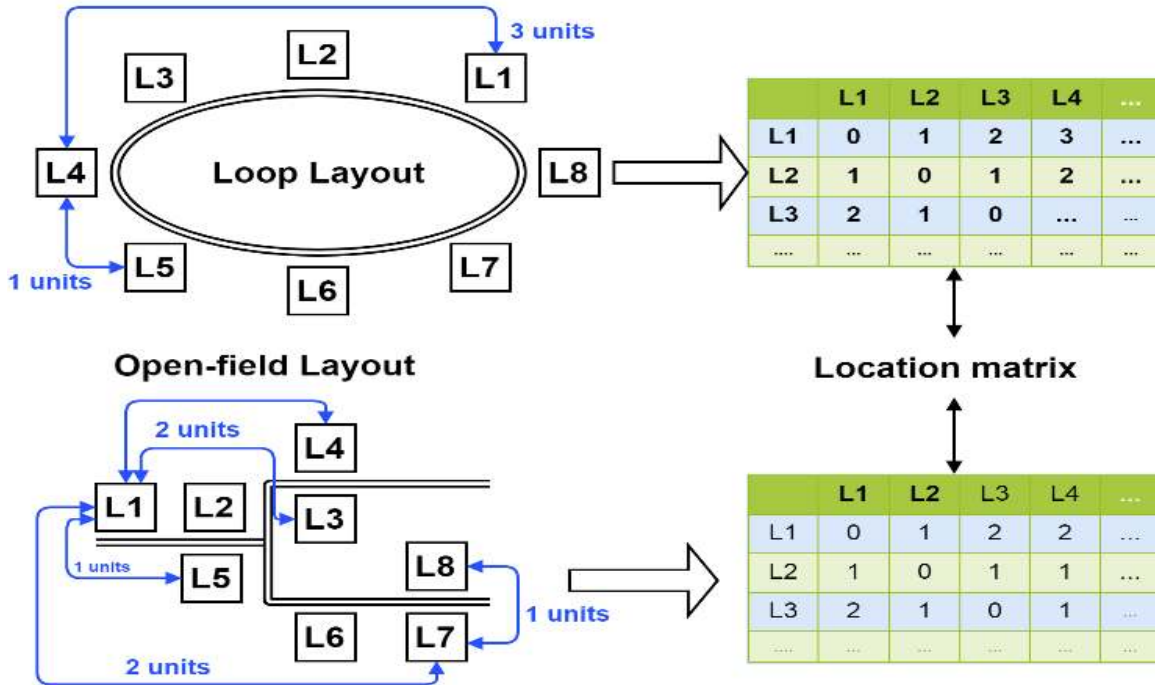 3 units
L2
L3
L1
L4
Loop Layout
L8
L5
L7
1 units
L6
L1 L2 L3 L4 ...
L1 0 1 2 3 ...
L2 1 0 1 2 ...
L3 2 1 0 ... ...
.... ... ... ... ... ...
Open-field Layout
Location matrix
2 units
L4
L1
L2
L3
1 units
L5
L8
1 units
L6
L7
2 units
L1 L2 L3 L4 ...
L1 0 1 2 2 ...
L2 1 0 1 1 ...
L3 2 1 0 1 ...
.... ... ... ... ... ...